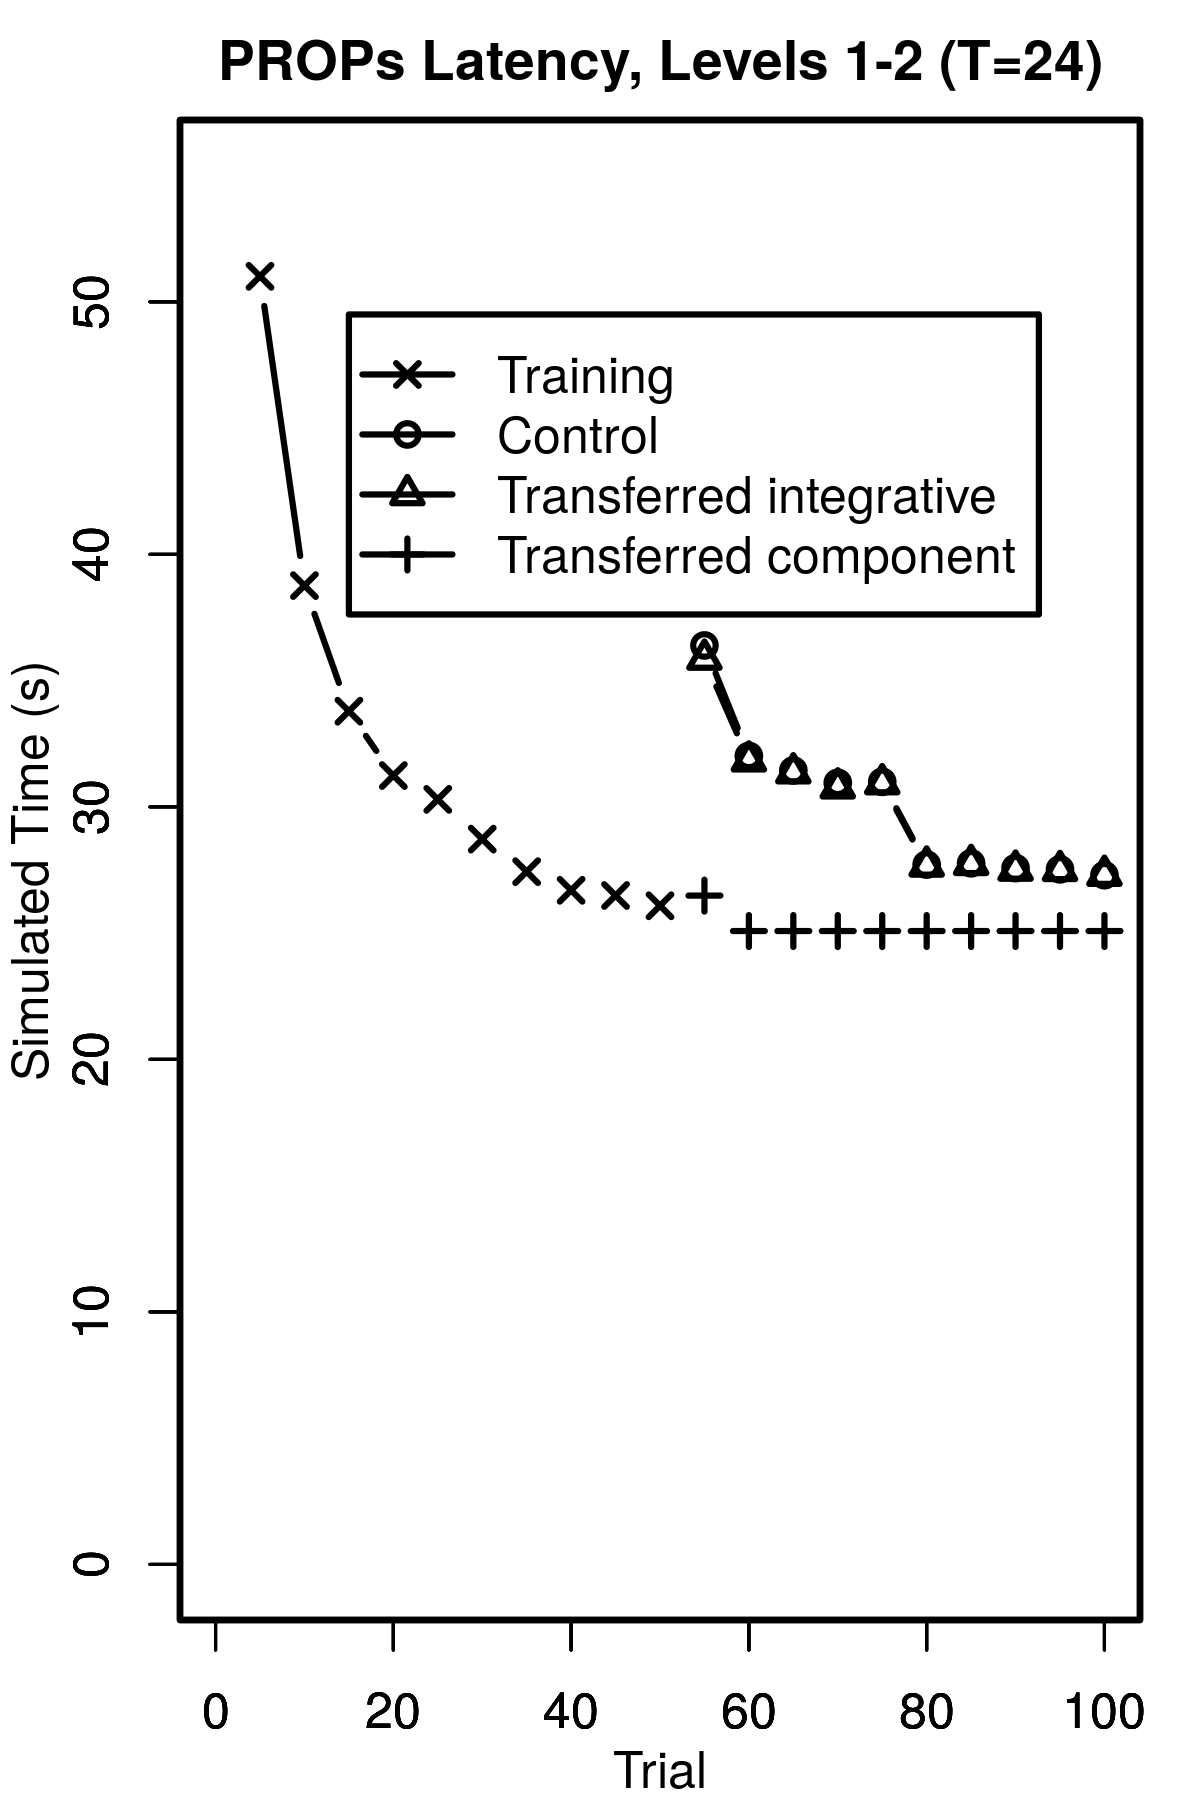 PROPs Latency, Levels 1-2 (T=24)
Training
Control
Transferred integrative
Transferred component
Simulated Time (s)
50
40
30
20
10
0
0 20 40 60 80 100
Trial